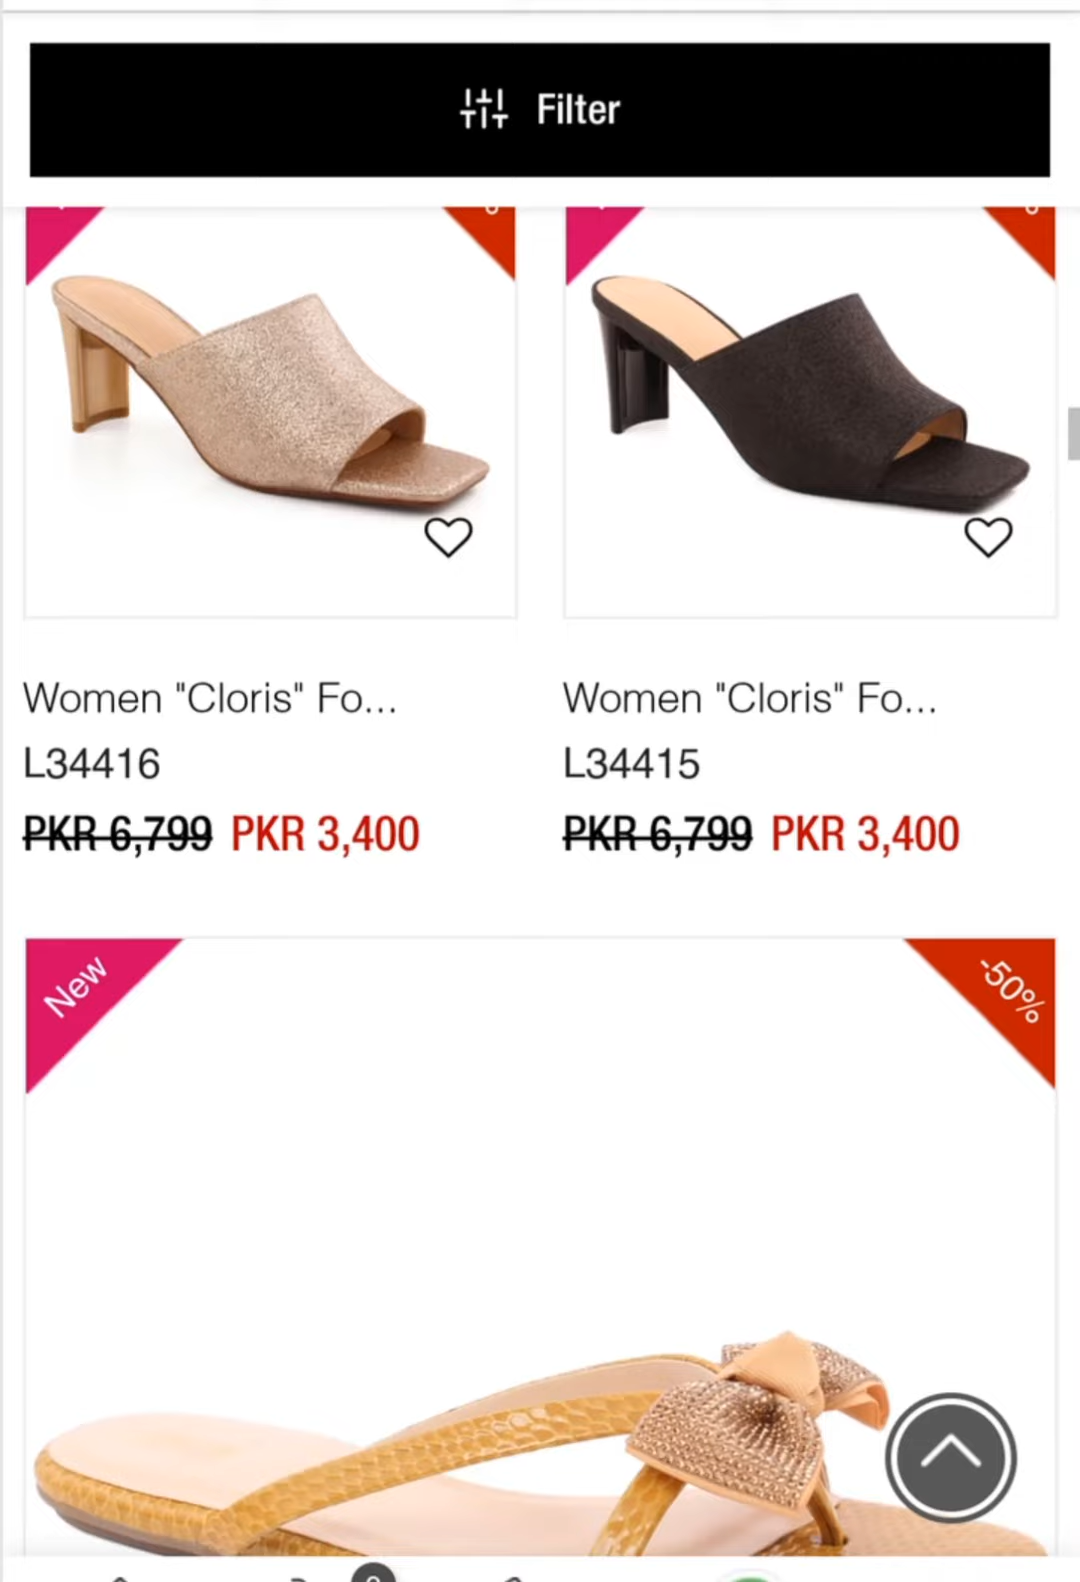 Filter
Women "Cloris" Fo...
L34416
PKR 6,799 PKR 3,400
Women "Cloris" Fo...
L34415
PKR 6,799 PKR 3,400
New
-50%